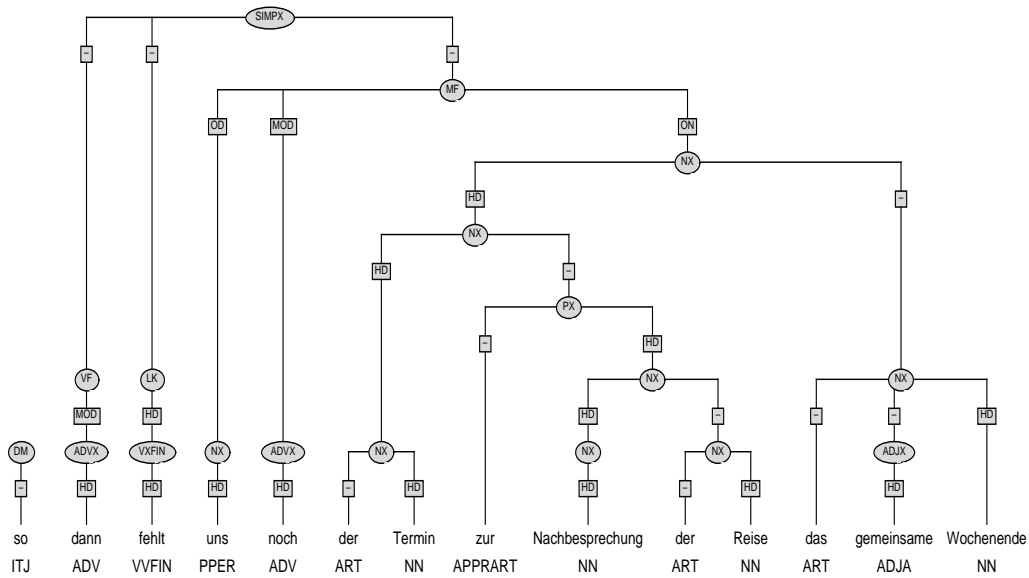 SIMPX
– – –
MF
OD MOD ON
NX
HD –
NX
HD –
PX
– HD
VF LK NX NX
MOD HD HD – – – HD
DM ADVX VXFIN NX ADVX NX NX NX ADJX
– HD HD HD HD – HD HD – HD HD
so dann fehlt uns noch der Termin zur Nachbesprechung der Reise das gemeinsame Wochenende
ITJ ADV VVFIN PPER ADV ART NN APPRART NN ART NN ART ADJA NN